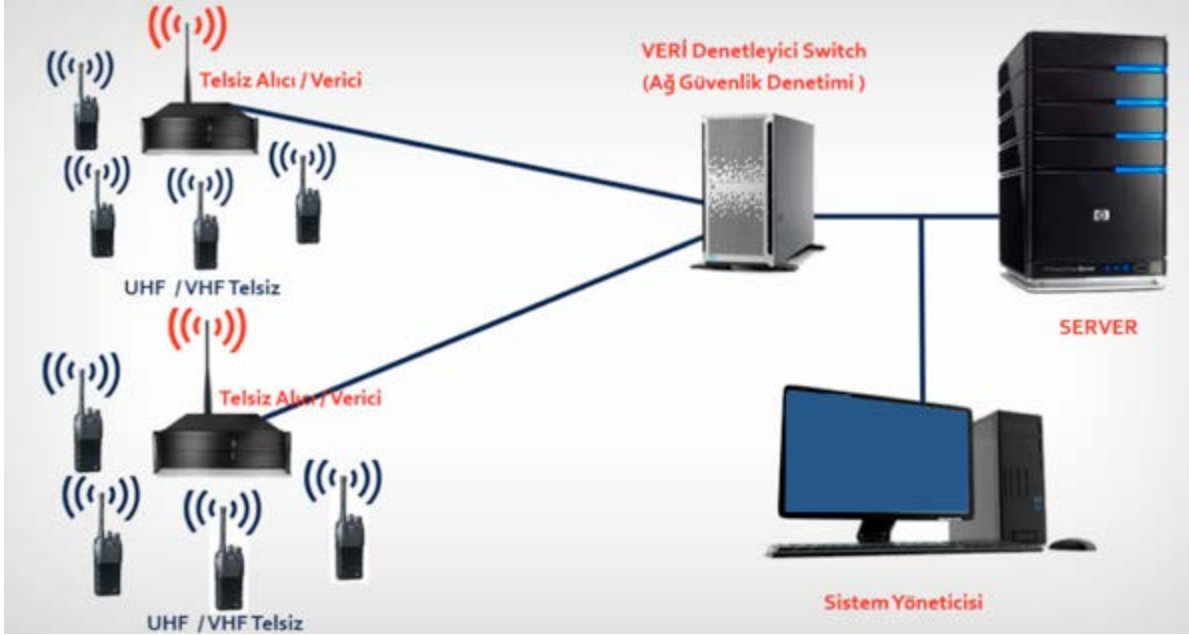 Telsiz Alıcı / Verici
UHF / VHF Telsiz
Telsiz Alıcı / Verici
UHF / VHF Telsiz
VERİ Denetleyici Switch
(Ağ Güvenlik Denetimi )
SERVER
Sistem Yöneticisi